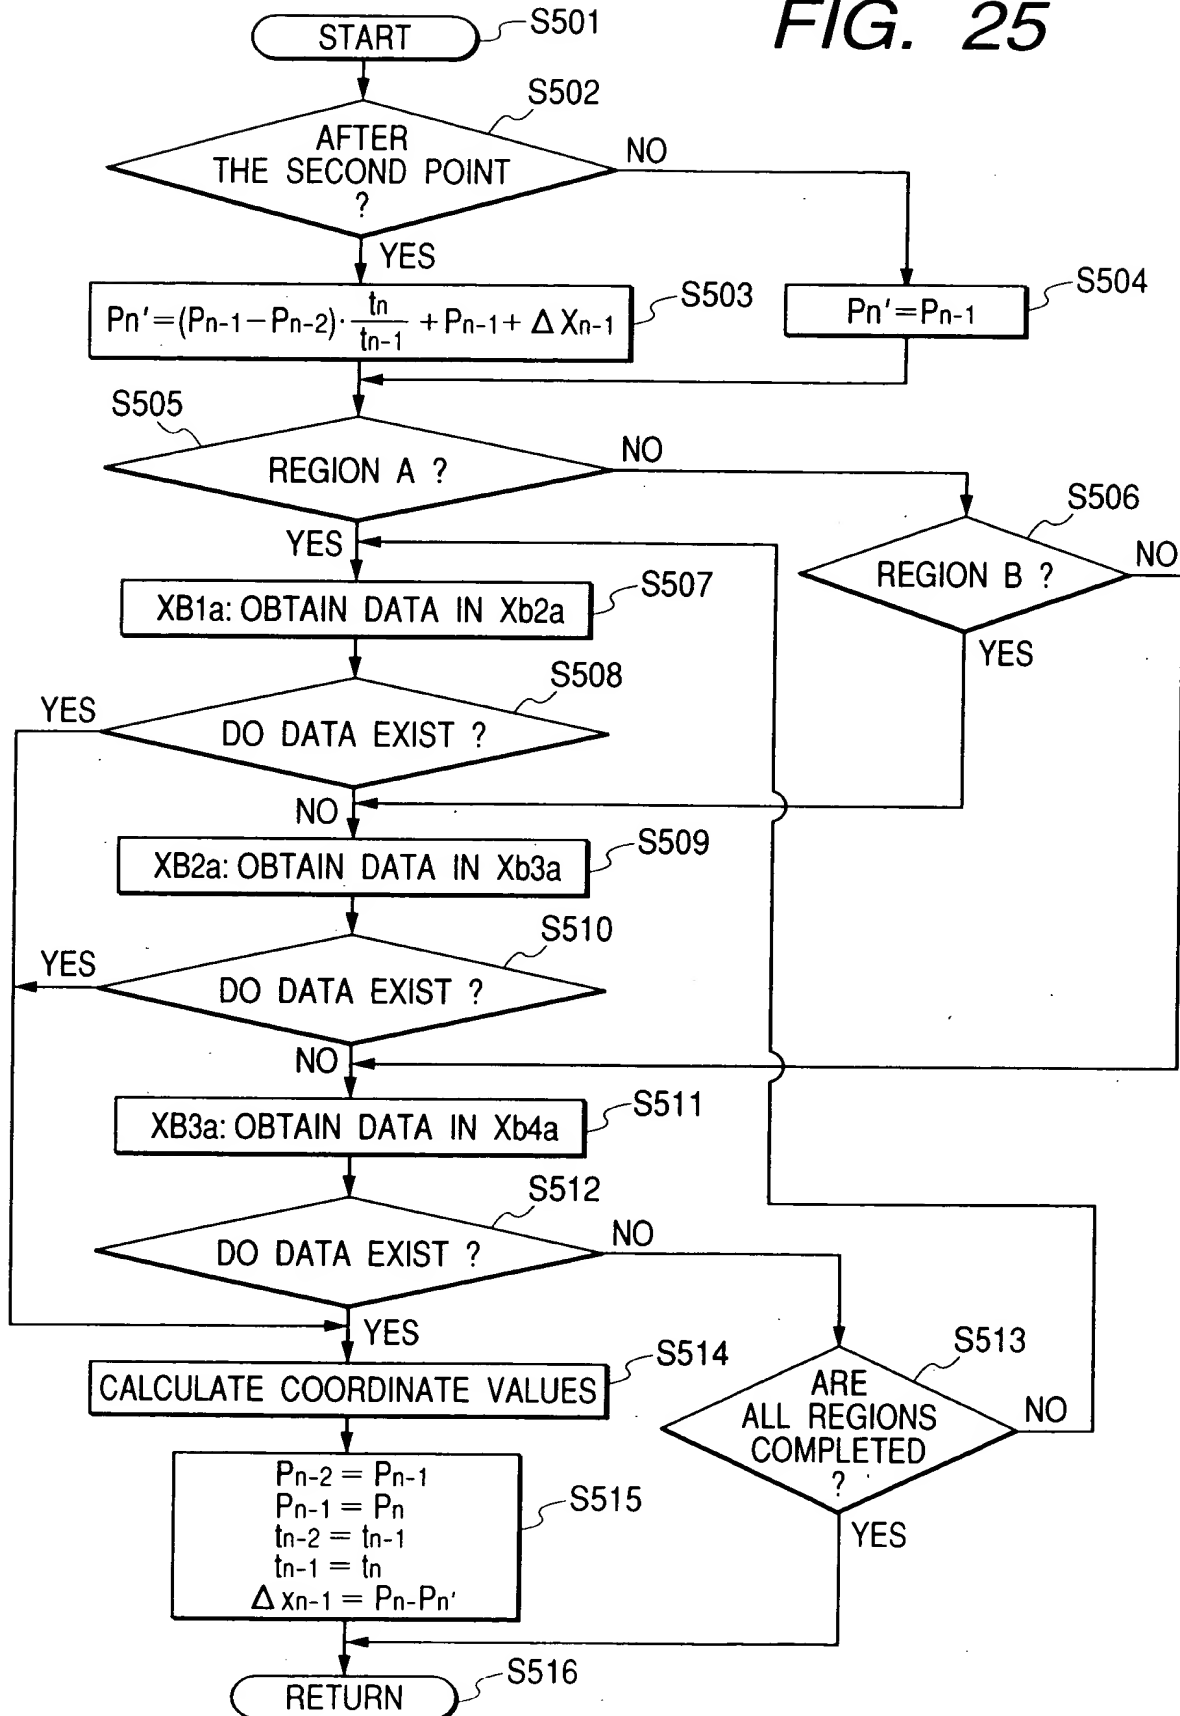 FIG. 25
START
S501
S502
AFTER
THE SECOND POINT
?
NO
YES
Pn'=(Pn-1-Pn-2)·tn/tn-1+Pn-1+ΔXn-1
S503
Pn'=Pn-1
S504
S505
REGION A ?
NO
YES
S506
REGION B ?
NO
YES
XB1a: OBTAIN DATA IN Xb2a
S507
S508
DO DATA EXIST ?
YES
NO
XB2a: OBTAIN DATA IN Xb3a
S509
S510
DO DATA EXIST ?
YES
NO
XB3a: OBTAIN DATA IN Xb4a
S511
S512
DO DATA EXIST ?
NO
YES
S513
ARE
ALL REGIONS
COMPLETED
?
NO
YES
CALCULATE COORDINATE VALUES
S514
Pn-2 = Pn-1
Pn-1 = Pn
tn-2 = tn-1
tn-1 = tn
Δ xn-1 = Pn-Pn'
S515
RETURN
S516